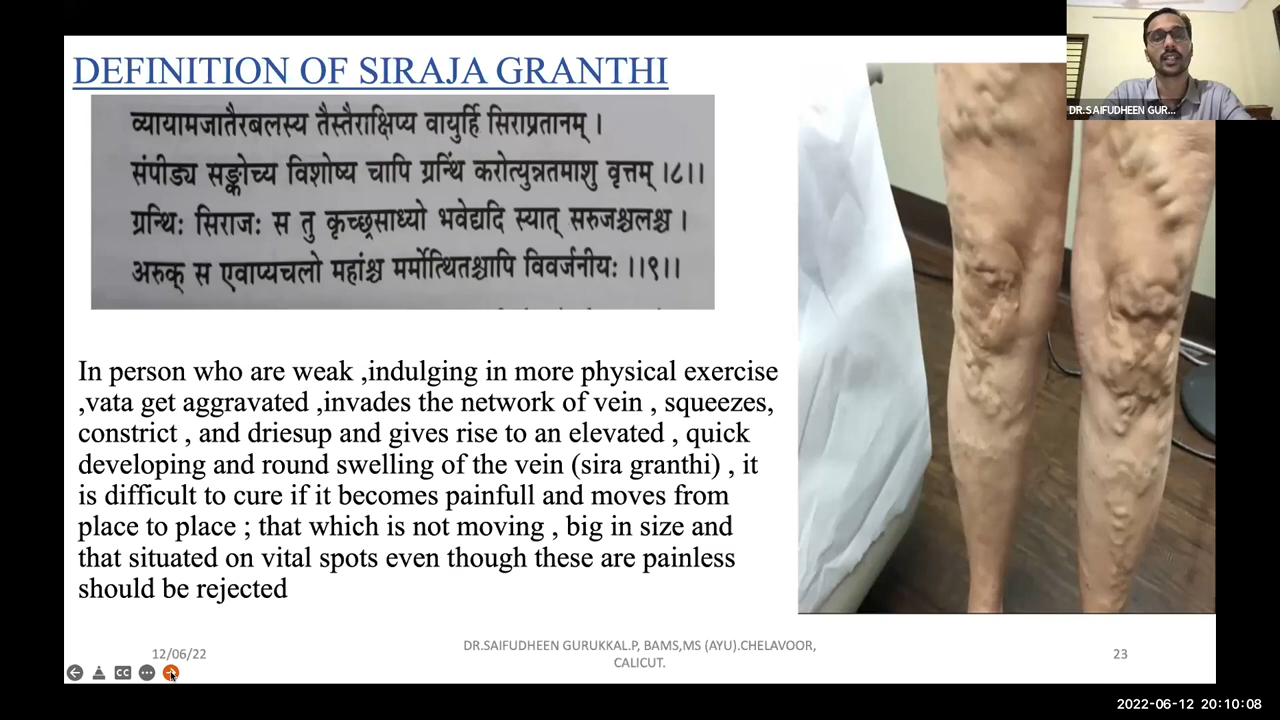 DEFINITION OF SIRAJA GRANTHI
DR.SAIFUDHEEN GUR...
व्यायामजातैरबलस्य तैस्तैराक्षिप्य वायुर्हि सिराप्रतानम् ।
संपीड्य सङ्कोच्य विशोष्य चापि ग्रन्थिं करोत्युन्नतमाशु वृत्तम् ।८।।
ग्रन्थिः सिराजः स तु कृच्छ्रसाध्यो भवेद्यदि स्यात् सरुजश्चलश्च ।
अरुक् स एवाप्यचलो महांश्च मर्मोत्थितश्चापि विवर्जनीयः ।।९।।
In person who are weak ,indulging in more physical exercise
,vata get aggravated ,invades the network of vein , squeezes,
constrict , and driesup and gives rise to an elevated , quick
developing and round swelling of the vein (sira granthi) , it
is difficult to cure if it becomes painfull and moves from
place to place ; that which is not moving , big in size and
that situated on vital spots even though these are painless
should be rejected
12/06/22
DR.SAIFUDHEEN GURUKKAL.P, BAMS,MS (AYU).CHELAVOOR,
CALICUT.
23
CC
2022-06-12 20:10:08